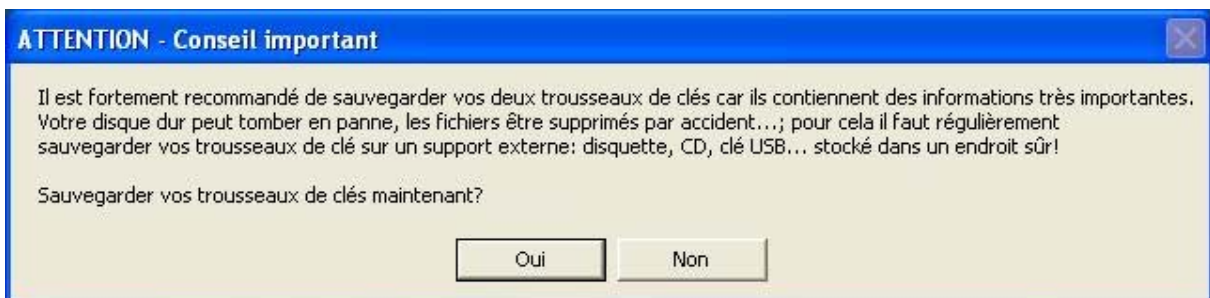 ATTENTION - Conseil important
Il est fortement recommandé de sauvegarder vos deux trousseaux de clés car ils contiennent des informations très importantes.
Votre disque dur peut tomber en panne, les fichiers être supprimés par accident...; pour cela il faut régulièrement
sauvegarder vos trousseaux de clé sur un support externe: disquette, CD, clé USB... stocké dans un endroit sûr!
Sauvegarder vos trousseaux de clés maintenant?
Oui
Non